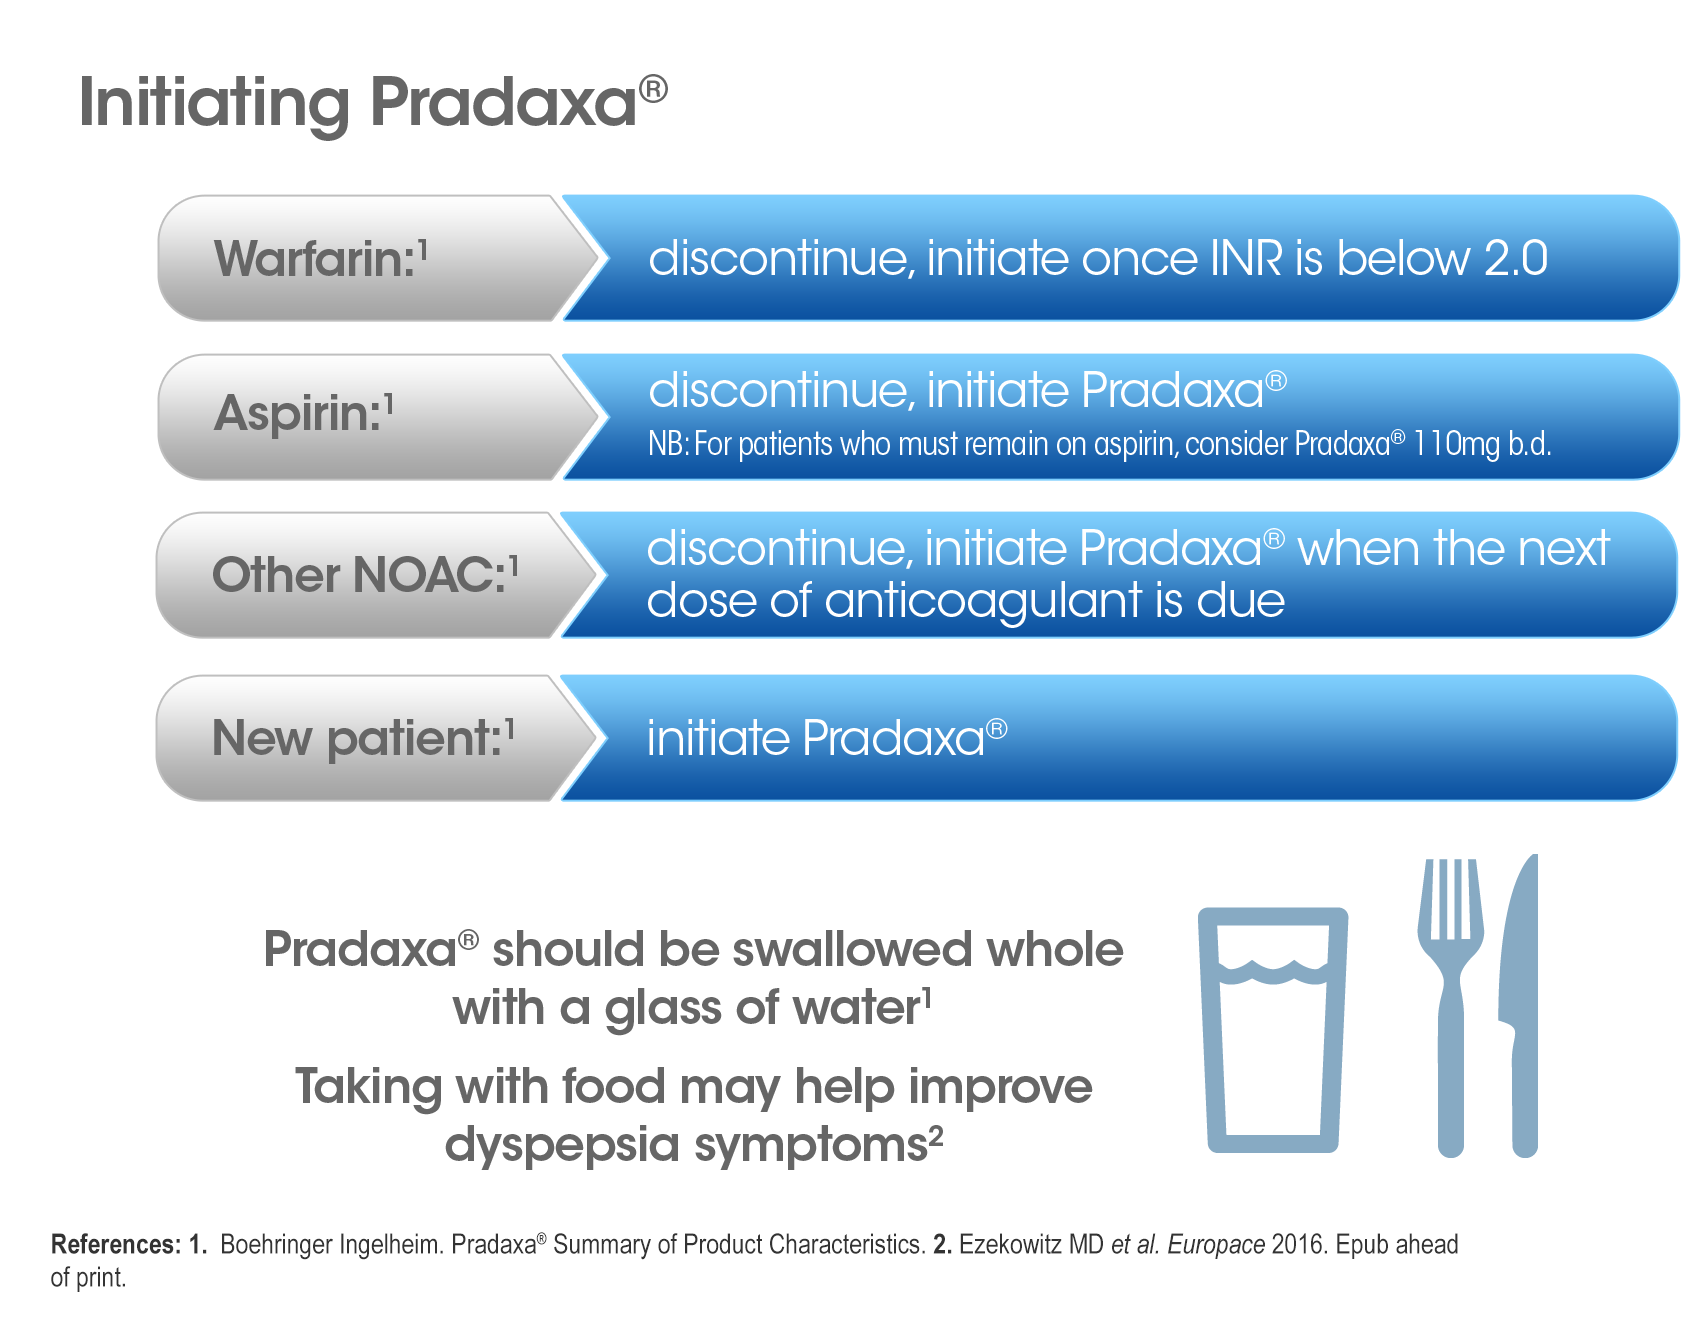 Initiating Pradaxa®
Warfarin:¹
discontinue, initiate once INR is below 2.0
Aspirin:¹
discontinue, initiate Pradaxa®
NB: For patients who must remain on aspirin, consider Pradaxa® 110mg b.d.
Other NOAC:¹
discontinue, initiate Pradaxa® when the next
dose of anticoagulant is due
New patient:¹
initiate Pradaxa®
Pradaxa® should be swallowed whole
with a glass of water¹
Taking with food may help improve
dyspepsia symptoms²
References: 1. Boehringer Ingelheim. Pradaxa® Summary of Product Characteristics. 2. Ezekowitz MD et al. Europace 2016. Epub ahead
of print.